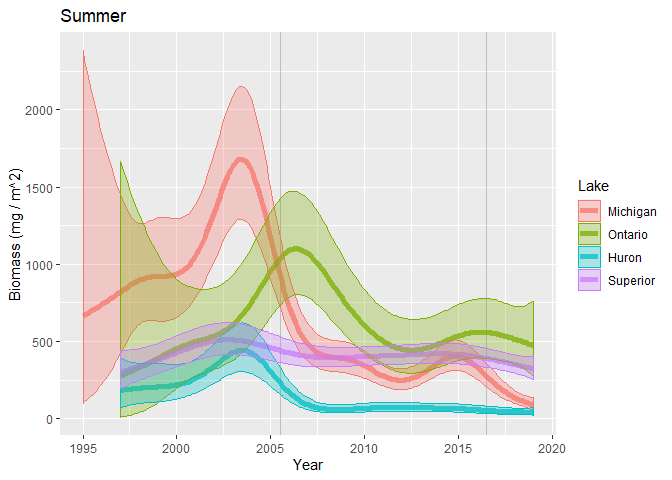 Summer
Biomass (mg / m^2)
2000
1500
1000
500
0
1995
2000
2005
2010
2015
2020
Year
Lake
Michigan
Ontario
Huron
Superior